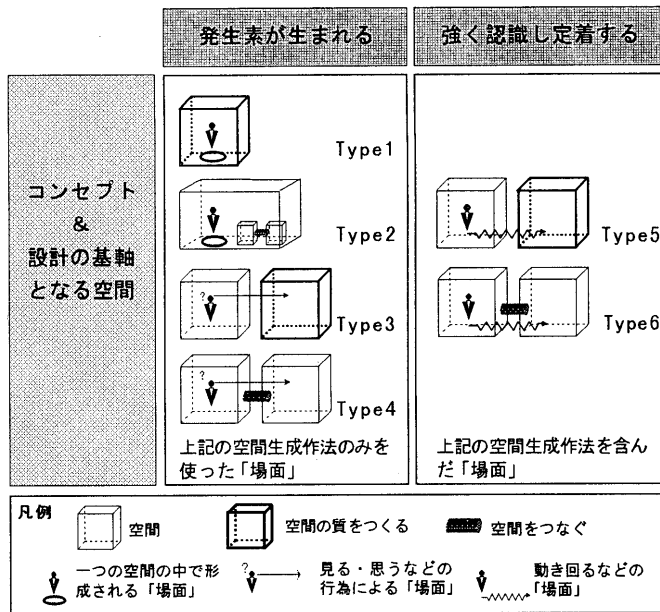 発生素が生まれる
強く認識し定着する
コンセプト
&
設計の基軸
となる空間
Type1
Type2
?
Type3
?
Type4
上記の空間生成作法のみを
使った「場面」
Type5
Type6
上記の空間生成作法を含ん
だ「場面」
凡例
空間
空間の質をつくる
空間をつなぐ
一つの空間の中で形
成される「場面」
?
見る・思うなどの
行為による「場面」
動き回るなどの
「場面」